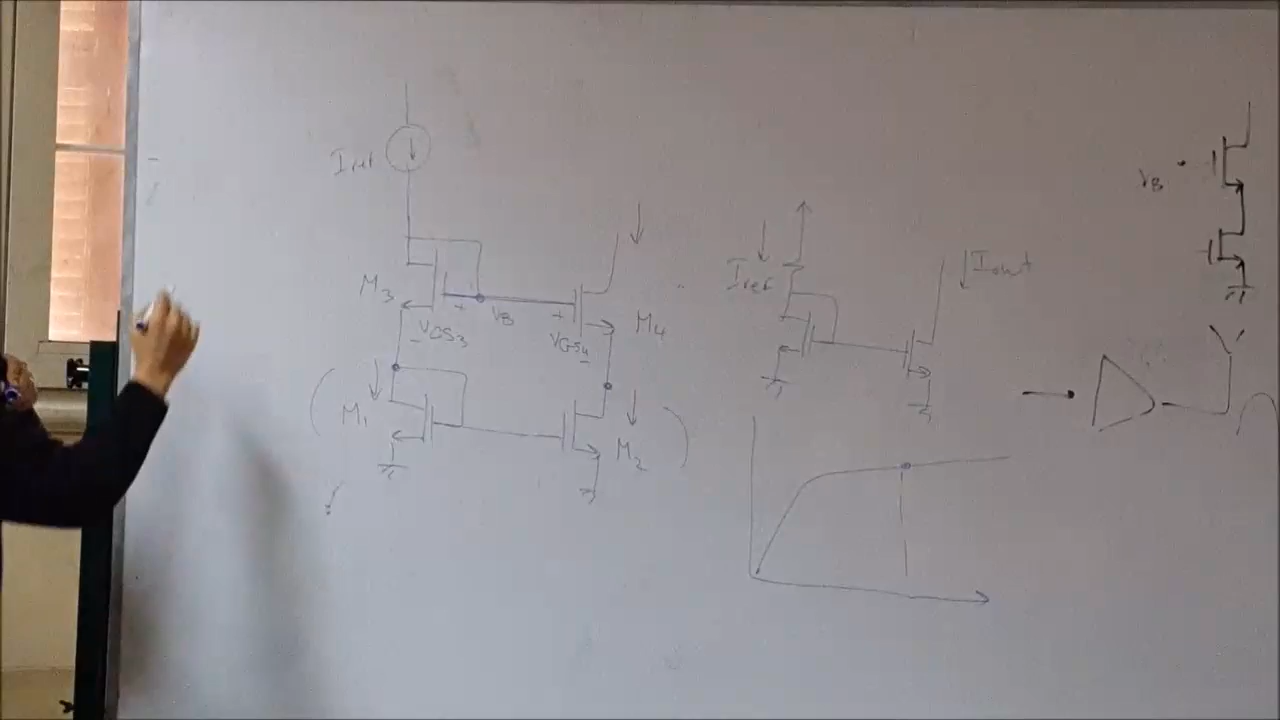 Iref
M3
+
VB
+
M4
- VGS3
VGS4 -
M1
M2
Iref
Iout
VB